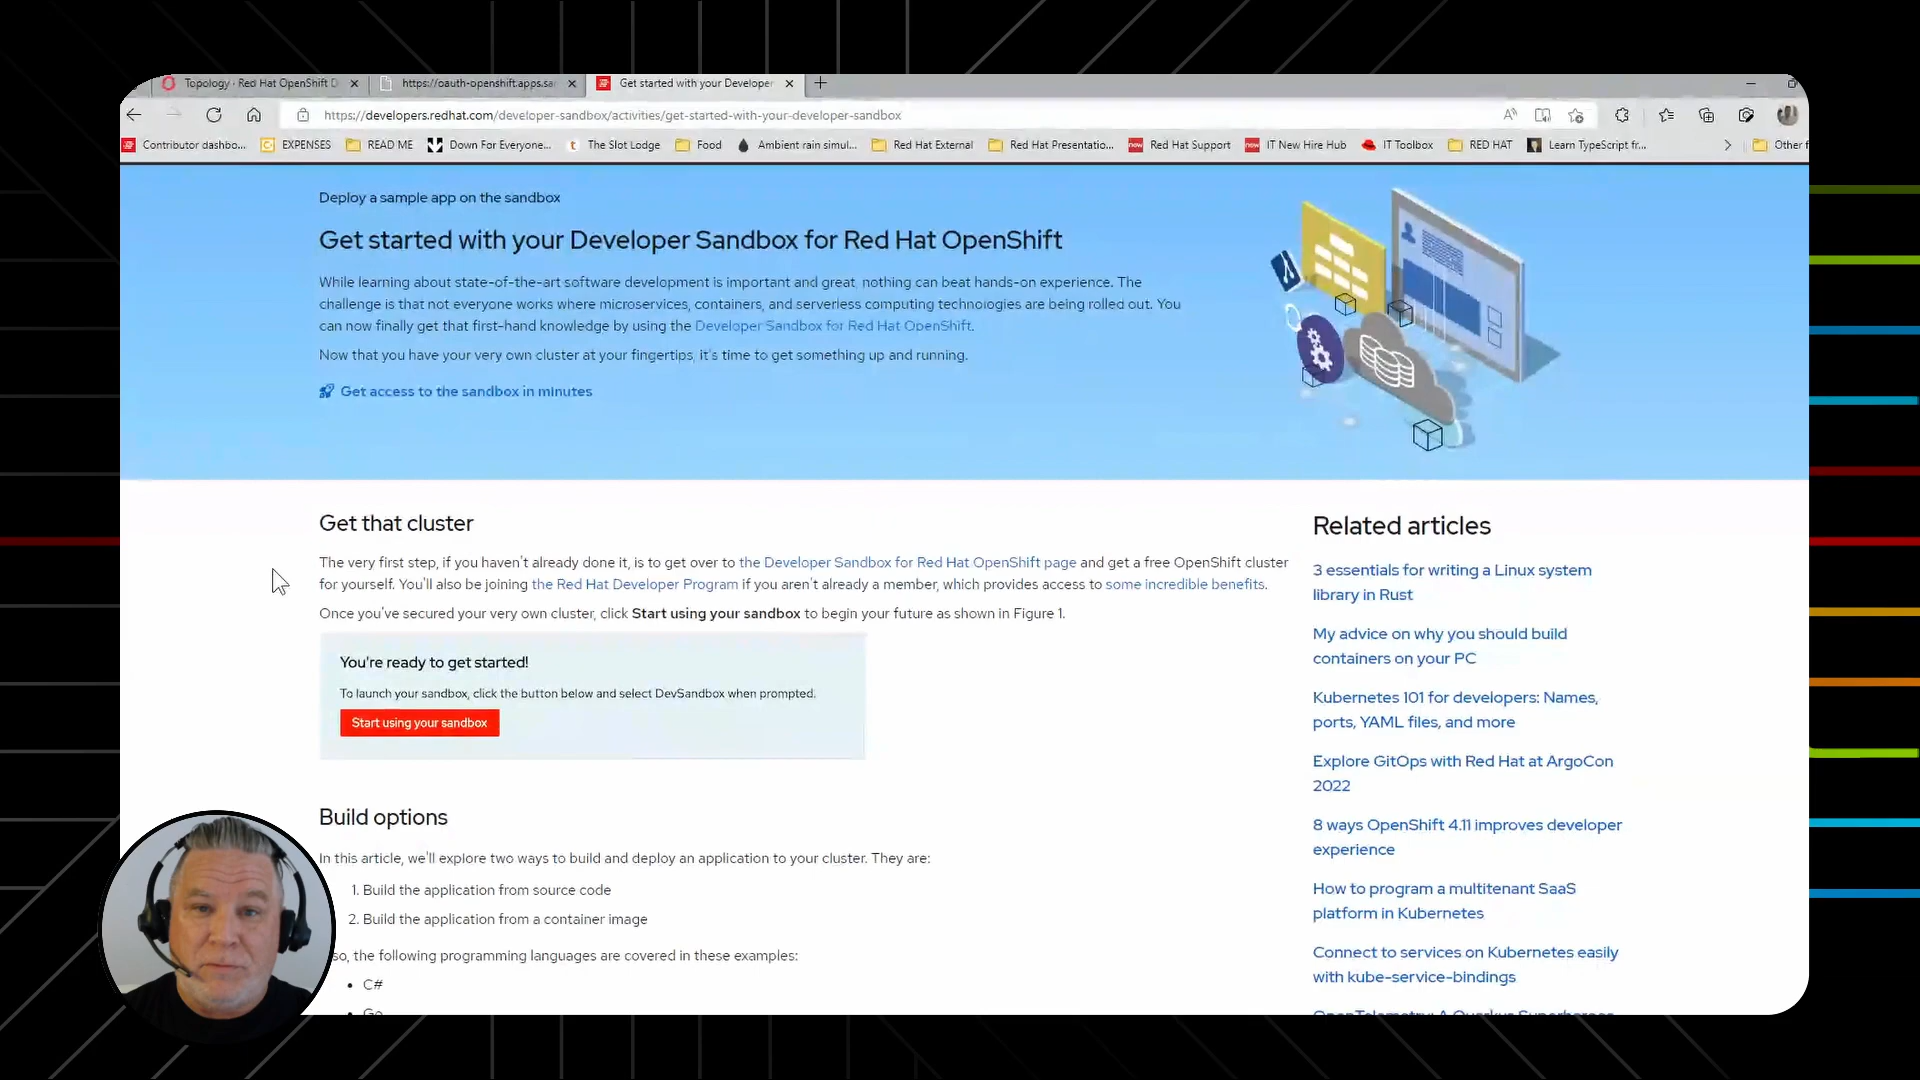 Topology · Red Hat OpenShift D
https://oauth-openshift.apps.sa
Get started with your Developer
https://developers.redhat.com/developer-sandbox/activities/get-started-with-your-developer-sandbox
Contributor dashbo...
EXPENSES
READ ME
Down For Everyone...
The Slot Lodge
Food
Ambient rain simul...
Red Hat External
Red Hat Presentatio...
Red Hat Support
IT New Hire Hub
IT Toolbox
RED HAT
Learn TypeScript fr...
Other f
Deploy a sample app on the sandbox
Get started with your Developer Sandbox for Red Hat OpenShift
While learning about state-of-the-art software development is important and great, nothing can beat hands-on experience. The
challenge is that not everyone works where microservices, containers, and serverless computing technologies are being rolled out. You
can now finally get that first-hand knowledge by using the Developer Sandbox for Red Hat OpenShift.
Now that you have your very own cluster at your fingertips, it's time to get something up and running.
Get access to the sandbox in minutes
Get that cluster
The very first step, if you haven't already done it, is to get over to the Developer Sandbox for Red Hat OpenShift page and get a free OpenShift cluster
for yourself. You'll also be joining the Red Hat Developer Program if you aren't already a member, which provides access to some incredible benefits.
Once you've secured your very own cluster, click Start using your sandbox to begin your future as shown in Figure 1.
You're ready to get started!
To launch your sandbox, click the button below and select DevSandbox when prompted.
Start using your sandbox
Build options
In this article, we'll explore two ways to build and deploy an application to your cluster. They are:
1. Build the application from source code
2. Build the application from a container image
so, the following programming languages are covered in these examples:
• C#
• Go
Related articles
3 essentials for writing a Linux system
library in Rust
My advice on why you should build
containers on your PC
Kubernetes 101 for developers: Names,
ports, YAML files, and more
Explore GitOps with Red Hat at ArgoCon
2022
8 ways OpenShift 4.11 improves developer
experience
How to program a multitenant SaaS
platform in Kubernetes
Connect to services on Kubernetes easily
with kube-service-bindings
OpenTelemetry: A Quarkus Superheroes